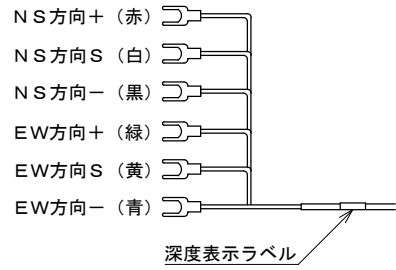 ＮＳ方向＋（赤）
ＮＳ方向Ｓ（白）
ＮＳ方向－（黒）
ＥＷ方向＋（緑）
ＥＷ方向Ｓ（黄）
ＥＷ方向－（青）
深度表示ラベル